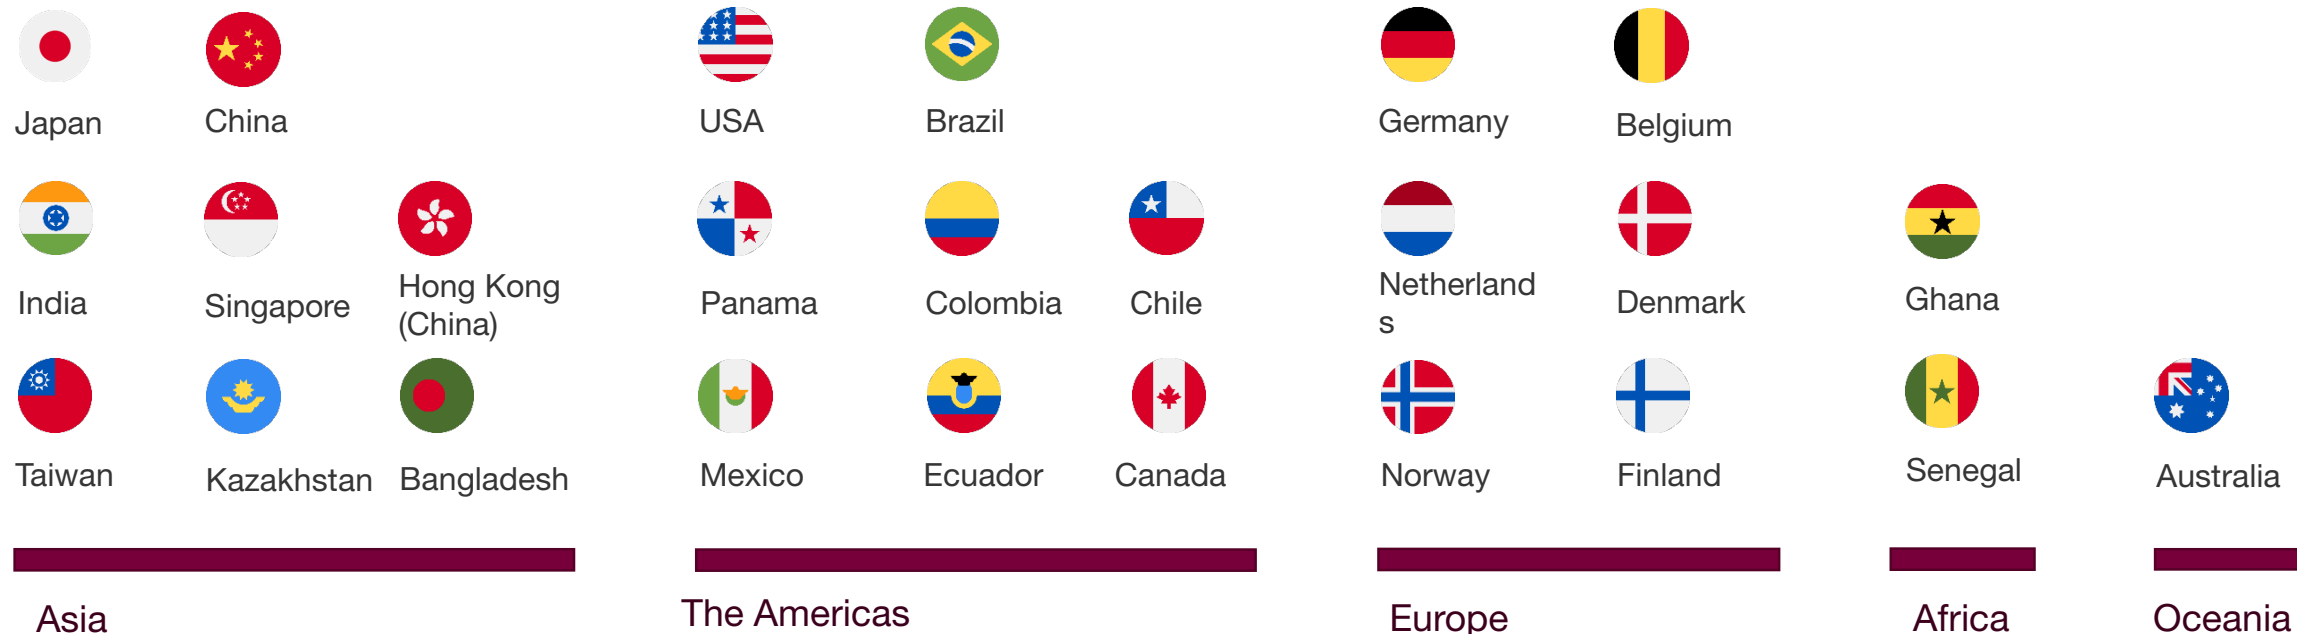 Japan
China
USA
Brazil
Germany
Belgium
India
Singapore
Hong Kong
(China)
Panama
Colombia
Chile
Netherland
s
Denmark
Ghana
Taiwan
Kazakhstan
Bangladesh
Mexico
Ecuador
Canada
Norway
Finland
Senegal
Australia
Asia
The Americas
Europe
Africa
Oceania